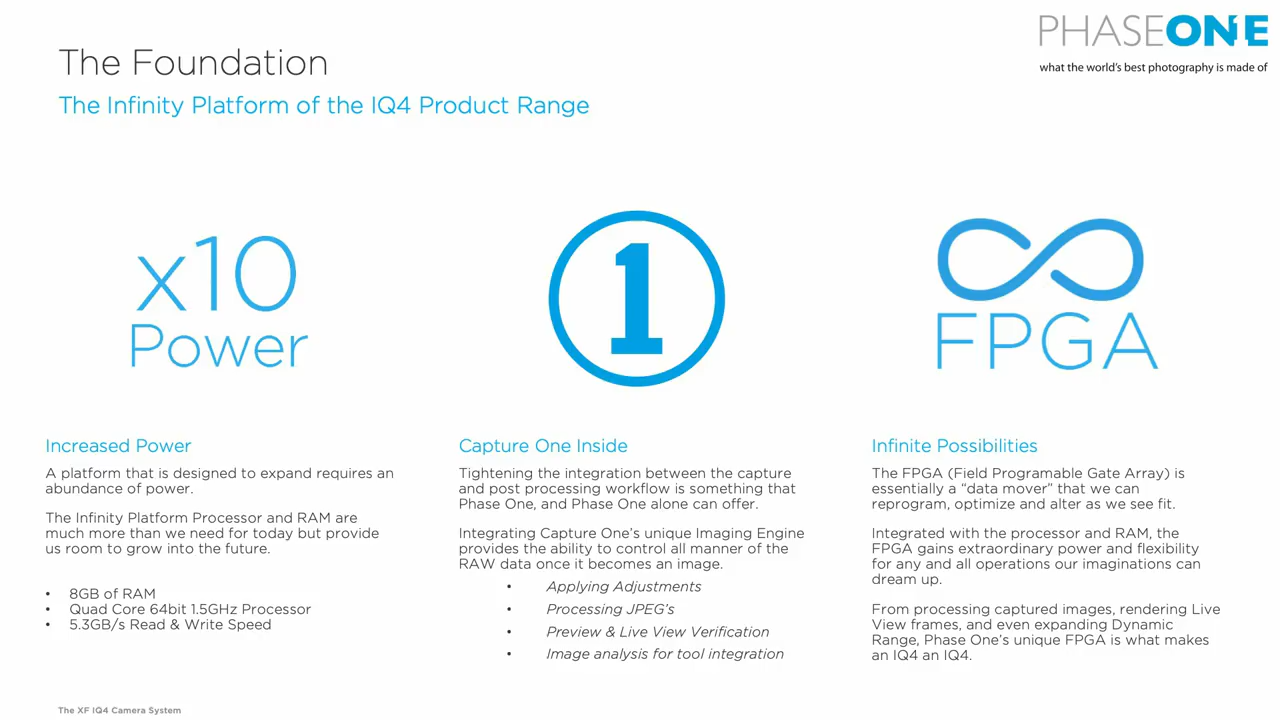 PHASEONE
what the world's best photography is made of
The Foundation
The Infinity Platform of the IQ4 Product Range
x10
Power
1
FPGA
Increased Power
A platform that is designed to expand requires an
abundance of power.
The Infinity Platform Processor and RAM are
much more than we need for today but provide
us room to grow into the future.
• 8GB of RAM
• Quad Core 64bit 1.5GHz Processor
• 5.3GB/s Read & Write Speed
Capture One Inside
Tightening the integration between the capture
and post processing workflow is something that
Phase One, and Phase One alone can offer.
Integrating Capture One's unique Imaging Engine
provides the ability to control all manner of the
RAW data once it becomes an image.
• Applying Adjustments
• Processing JPEG's
• Preview & Live View Verification
• Image analysis for tool integration
Infinite Possibilities
The FPGA (Field Programable Gate Array) is
essentially a “data mover” that we can
reprogram, optimize and alter as we see fit.
Integrated with the processor and RAM, the
FPGA gains extraordinary power and flexibility
for any and all operations our imaginations can
dream up.
From processing captured images, rendering Live
View frames, and even expanding Dynamic
Range, Phase One's unique FPGA is what makes
an IQ4 an IQ4.
The XF IQ4 Camera System